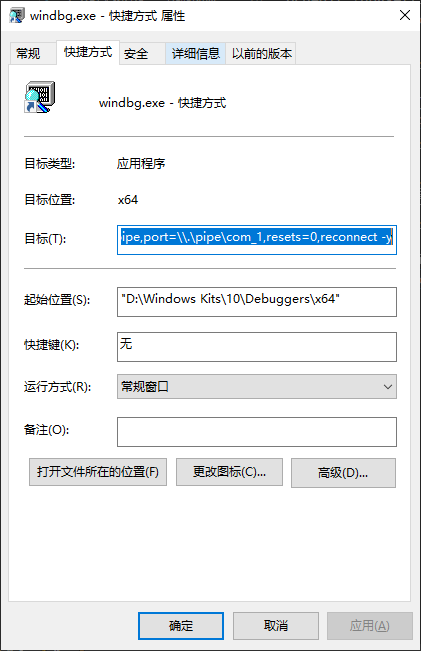 windbg.exe - 快捷方式 属性
常规 快捷方式 安全 详细信息 以前的版本
windbg.exe - 快捷方式
目标类型: 应用程序
目标位置: x64
目标(T): ipe,port=\\.\pipe\com_1,resets=0,reconnect -y
起始位置(S): "D:\Windows Kits\10\Debuggers\x64"
快捷键(K): 无
运行方式(R): 常规窗口
备注(O):
打开文件所在的位置(F) 更改图标(C)... 高级(D)...
确定 取消 应用(A)